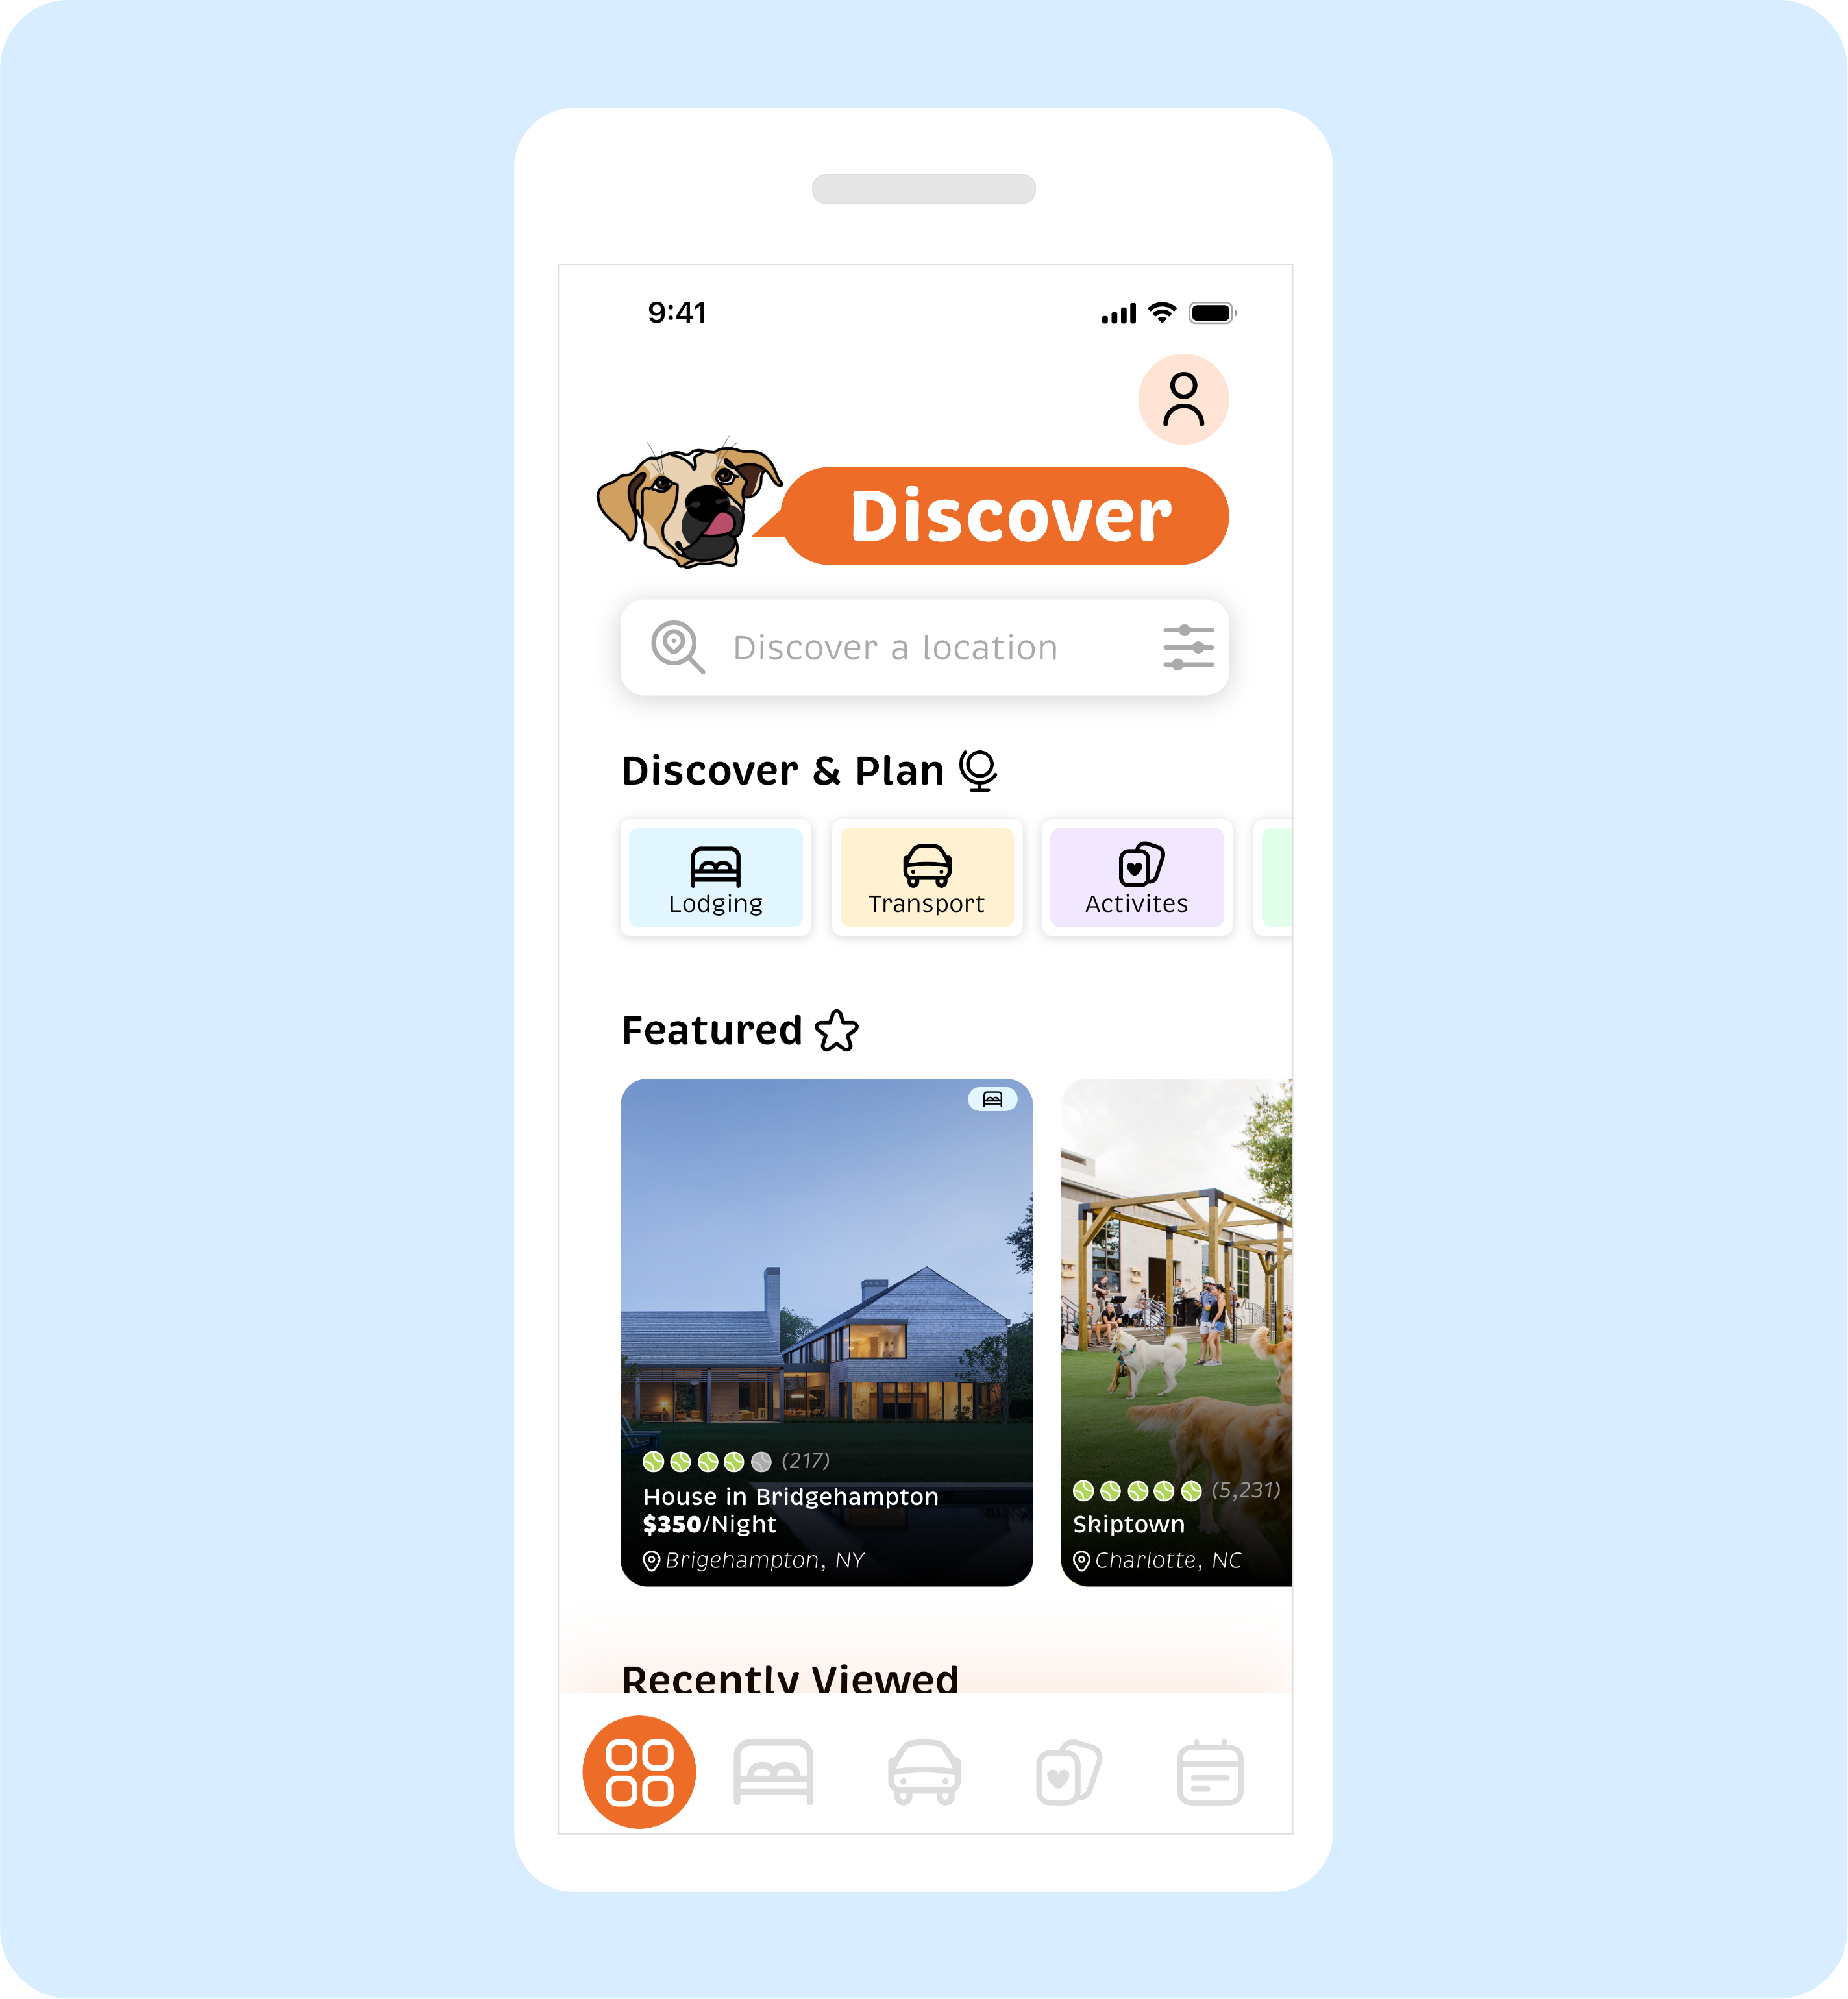 9:41
Discover
Discover a location
Discover & Plan
Lodging
Transport
Activites
Featured
(217)
House in Bridgehampton
$350/Night
Brigehampton, NY
(5,231)
Skiptown
Charlotte, NC
Recently Viewed